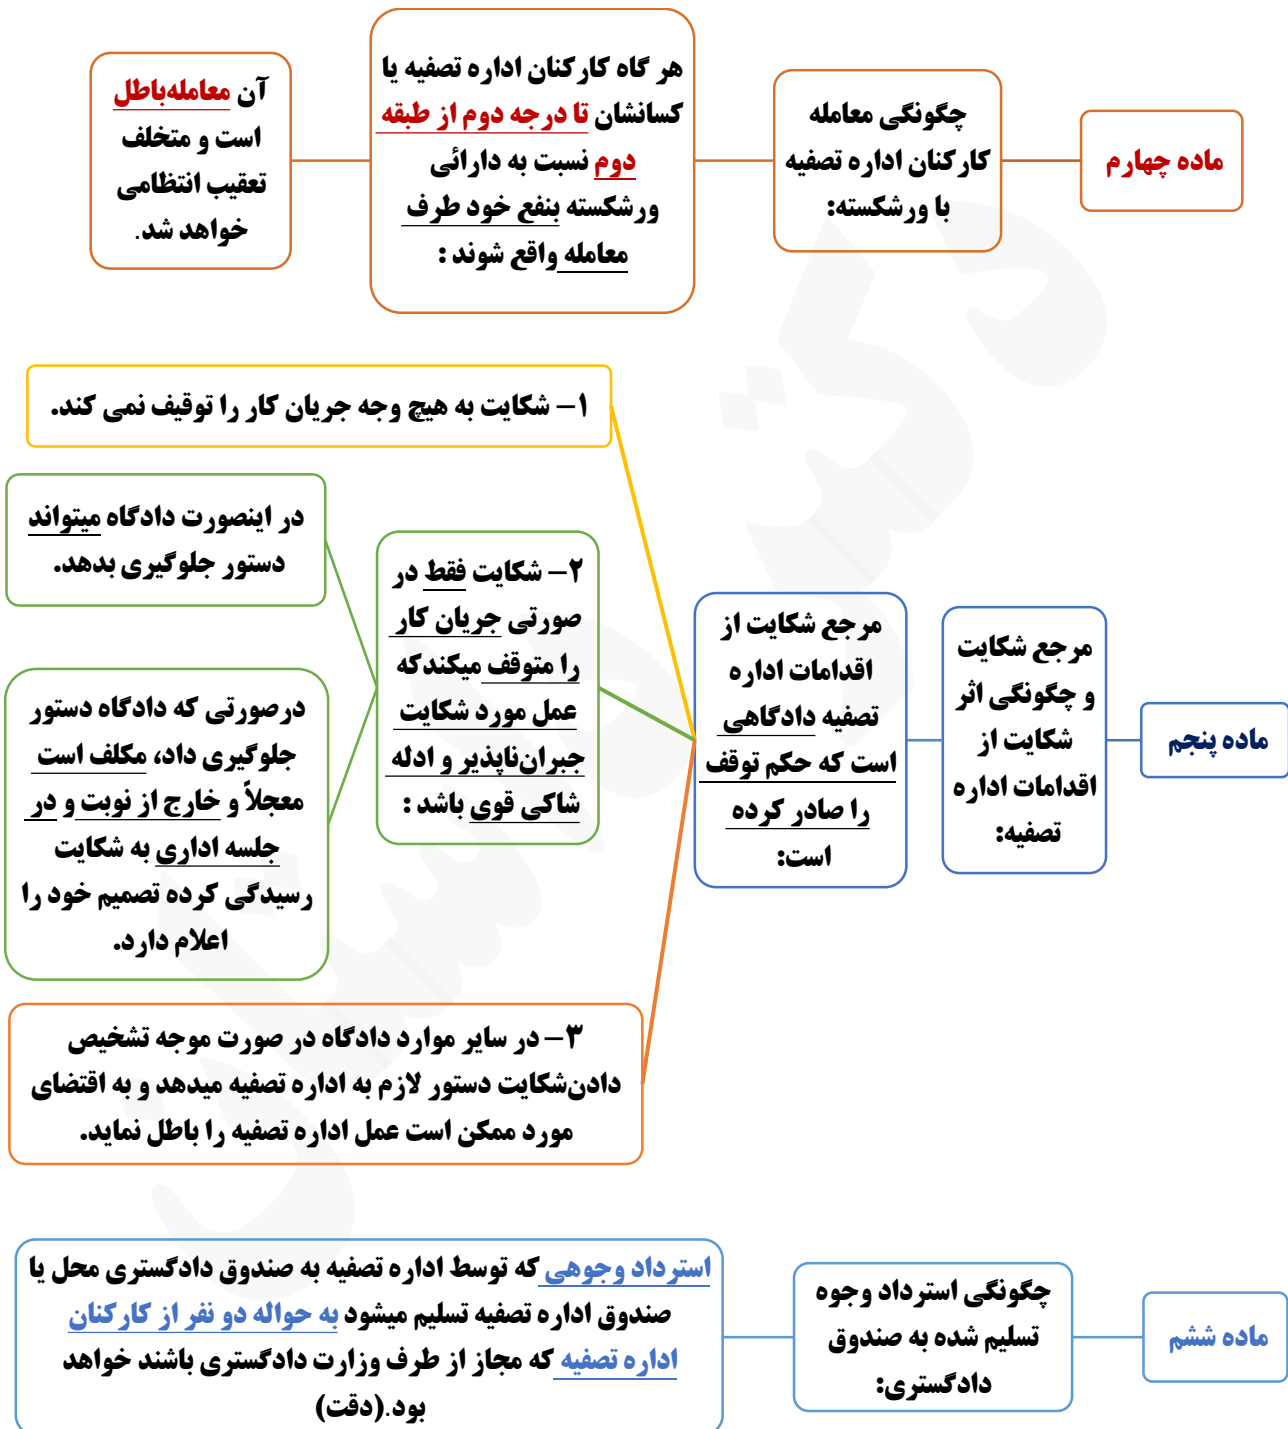 ماده چهارم
چگونگی معامله
کارکنان اداره تصفیه
با ورشکسته:
هر گاه کارکنان اداره تصفیه یا
کسانشان تا درجه دوم از طبقه
دوم نسبت به دارائی
ورشکسته بنفع خود طرف
معامله واقع شوند :
آن معامله‌باطل
است و متخلف
تعقیب انتظامی
خواهد شد.
ماده پنجم
مرجع شکایت
و چگونگی اثر
شکایت از
اقدامات اداره
تصفیه:
مرجع شکایت از
اقدامات اداره
تصفیه دادگاهی
است که حکم توقف
را صادر کرده
است:
۱- شکایت به هیچ وجه جریان کار را توقیف نمی کند.
۲- شکایت فقط در
صورتی جریان کار
را متوقف میکندکه
عمل مورد شکایت
جبران‌ناپذیر و ادله
شاکی قوی باشد :
در اینصورت دادگاه میتواند
دستور جلوگیری بدهد.
درصورتی که دادگاه دستور
جلوگیری داد، مکلف است
معجلاً و خارج از نوبت و در
جلسه اداری به شکایت
رسیدگی کرده تصمیم خود را
اعلام دارد.
۳- در سایر موارد دادگاه در صورت موجه تشخیص
دادن‌شکایت دستور لازم به اداره تصفیه میدهد و به اقتضای
مورد ممکن است عمل اداره تصفیه را باطل نماید.
ماده ششم
چگونگی استرداد وجوه
تسلیم شده به صندوق
دادگستری:
استرداد وجوهی که توسط اداره تصفیه به صندوق دادگستری محل یا
صندوق اداره تصفیه تسلیم میشود به حواله دو نفر از کارکنان
اداره تصفیه که مجاز از طرف وزارت دادگستری باشند خواهد
بود.(دقت)